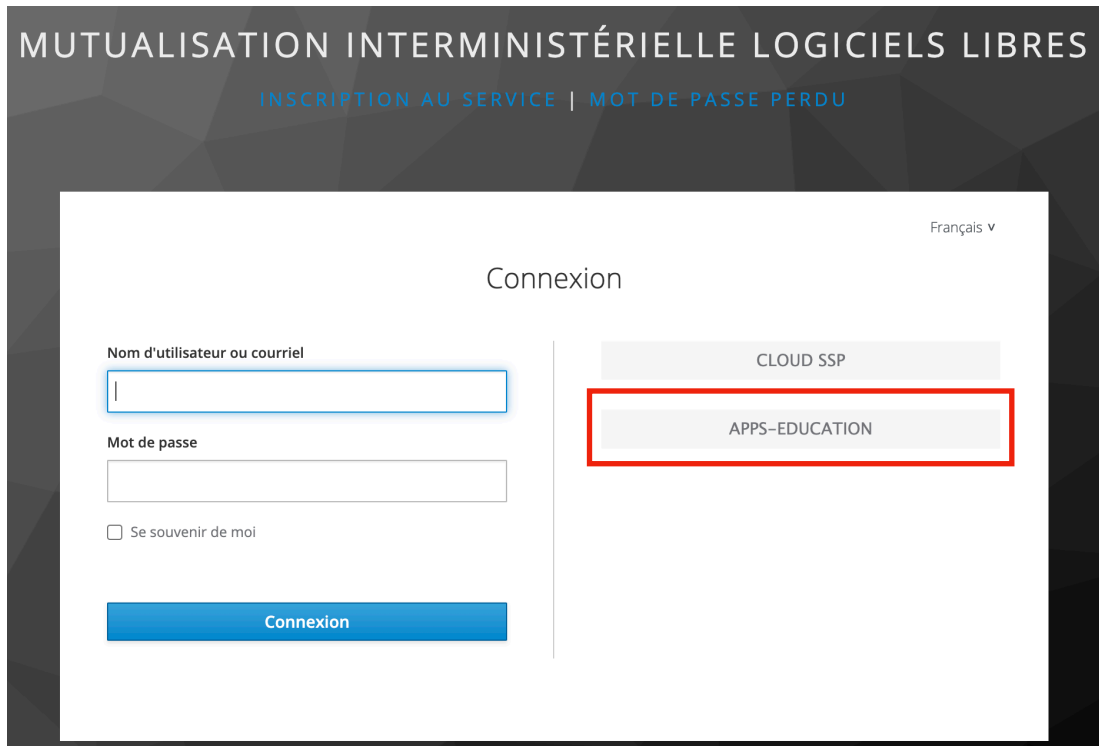 MUTUALISATION INTERMINISTÉRIELLE LOGICIELS LIBRES
INSCRIPTION AU SERVICE | MOT DE PASSE PERDU
Français
Connexion
Nom d'utilisateur ou courriel
Mot de passe
Se souvenir de moi
Connexion
CLOUD SSP
APPS-EDUCATION